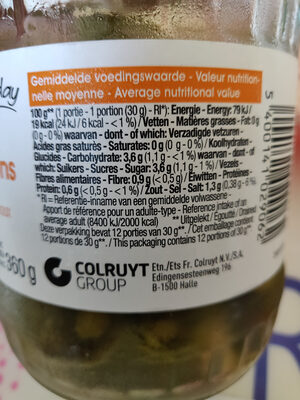 day
ns
360 g
Gemiddelde voedingswaarde - Valeur nutrition-
nelle moyenne - Average nutritional value
100 g** (1 portie - 1 portion (30 g) - RI*): Energie - Energy: 79 kJ /
19 kcal (24 kJ / 6 kcal - < 1 %) / Vetten - Matières grasses - Fat: 0 g
(0 g - 0 %) waarvan - dont - of which: Verzadigde vetzuren -
Acides gras saturés - Saturates: 0 g (0 g - 0 %) / Koolhydraten -
Glucides - Carbohydrate: 3,6 g (1,1 g - < 1 %) waarvan - dont -
of which: Suikers - Sucres - Sugar: 3,6 g (1,1 g - 1 %) / Vezels -
Fibres alimentaires - Fibre: 0,9 g (< 0,5 g) / Eiwitten - Protéines -
Protein: 0,6 g (< 0,5 g - < 1 %) / Zout - Sel - Salt: 1,3 g (0,38 g - 6 %)
* RI = Referentie-inname van een gemiddelde volwassene -
Apport de référence pour un adulte-type - Reference intake of an
average adult (8400 kJ/2000 kcal) ** Uitgelekt / Égoutté / Drained
Deze verpakking bevat 12 porties van 30 g**. / Cet emballage contient
12 portions de 30 g**. / This packaging contains 12 portions of 30 g**.
COLRUYT
GROUP
Etn./Ets Fr. Colruyt N.V./S.A.
Edingensesteenweg 196
B-1500 Halle